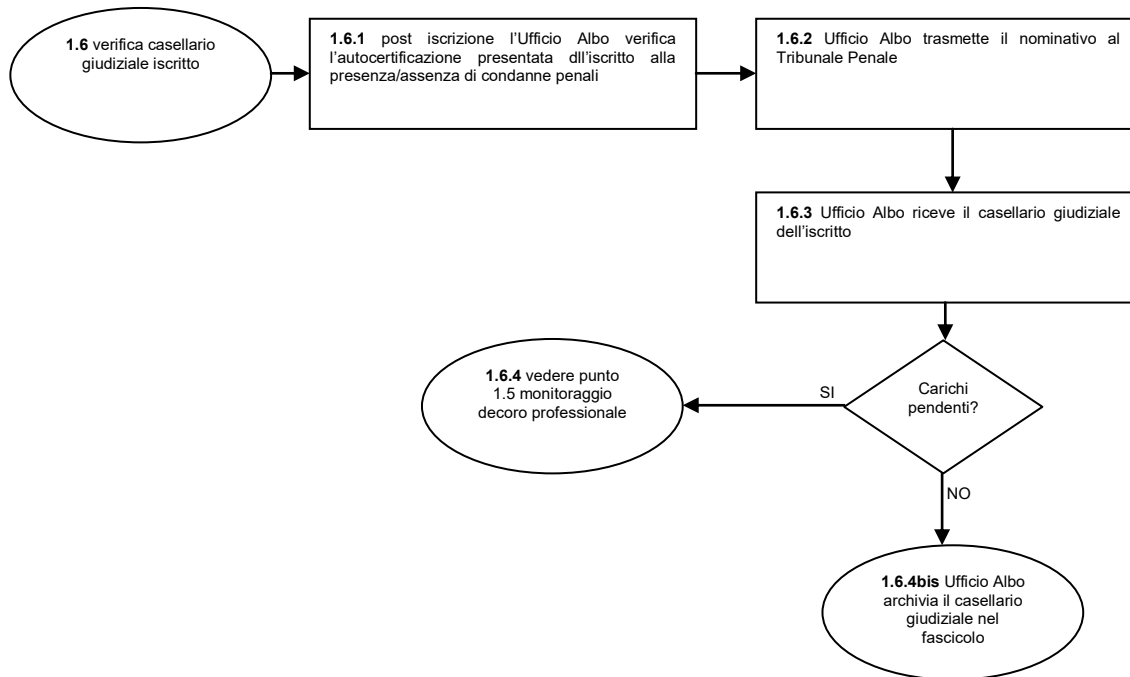 1.6 verifica casellario
giudiziale iscritto
1.6.1 post iscrizione l'Ufficio Albo verifica
l'autocertificazione presentata dll'iscritto alla
presenza/assenza di condanne penali
1.6.2 Ufficio Albo trasmette il nominativo al
Tribunale Penale
1.6.3 Ufficio Albo riceve il casellario giudiziale
dell'iscritto
Carichi
pendenti?
SI
1.6.4 vedere punto
1.5 monitoraggio
decoro professionale
NO
1.6.4bis Ufficio Albo
archivia il casellario
giudiziale nel
fascicolo